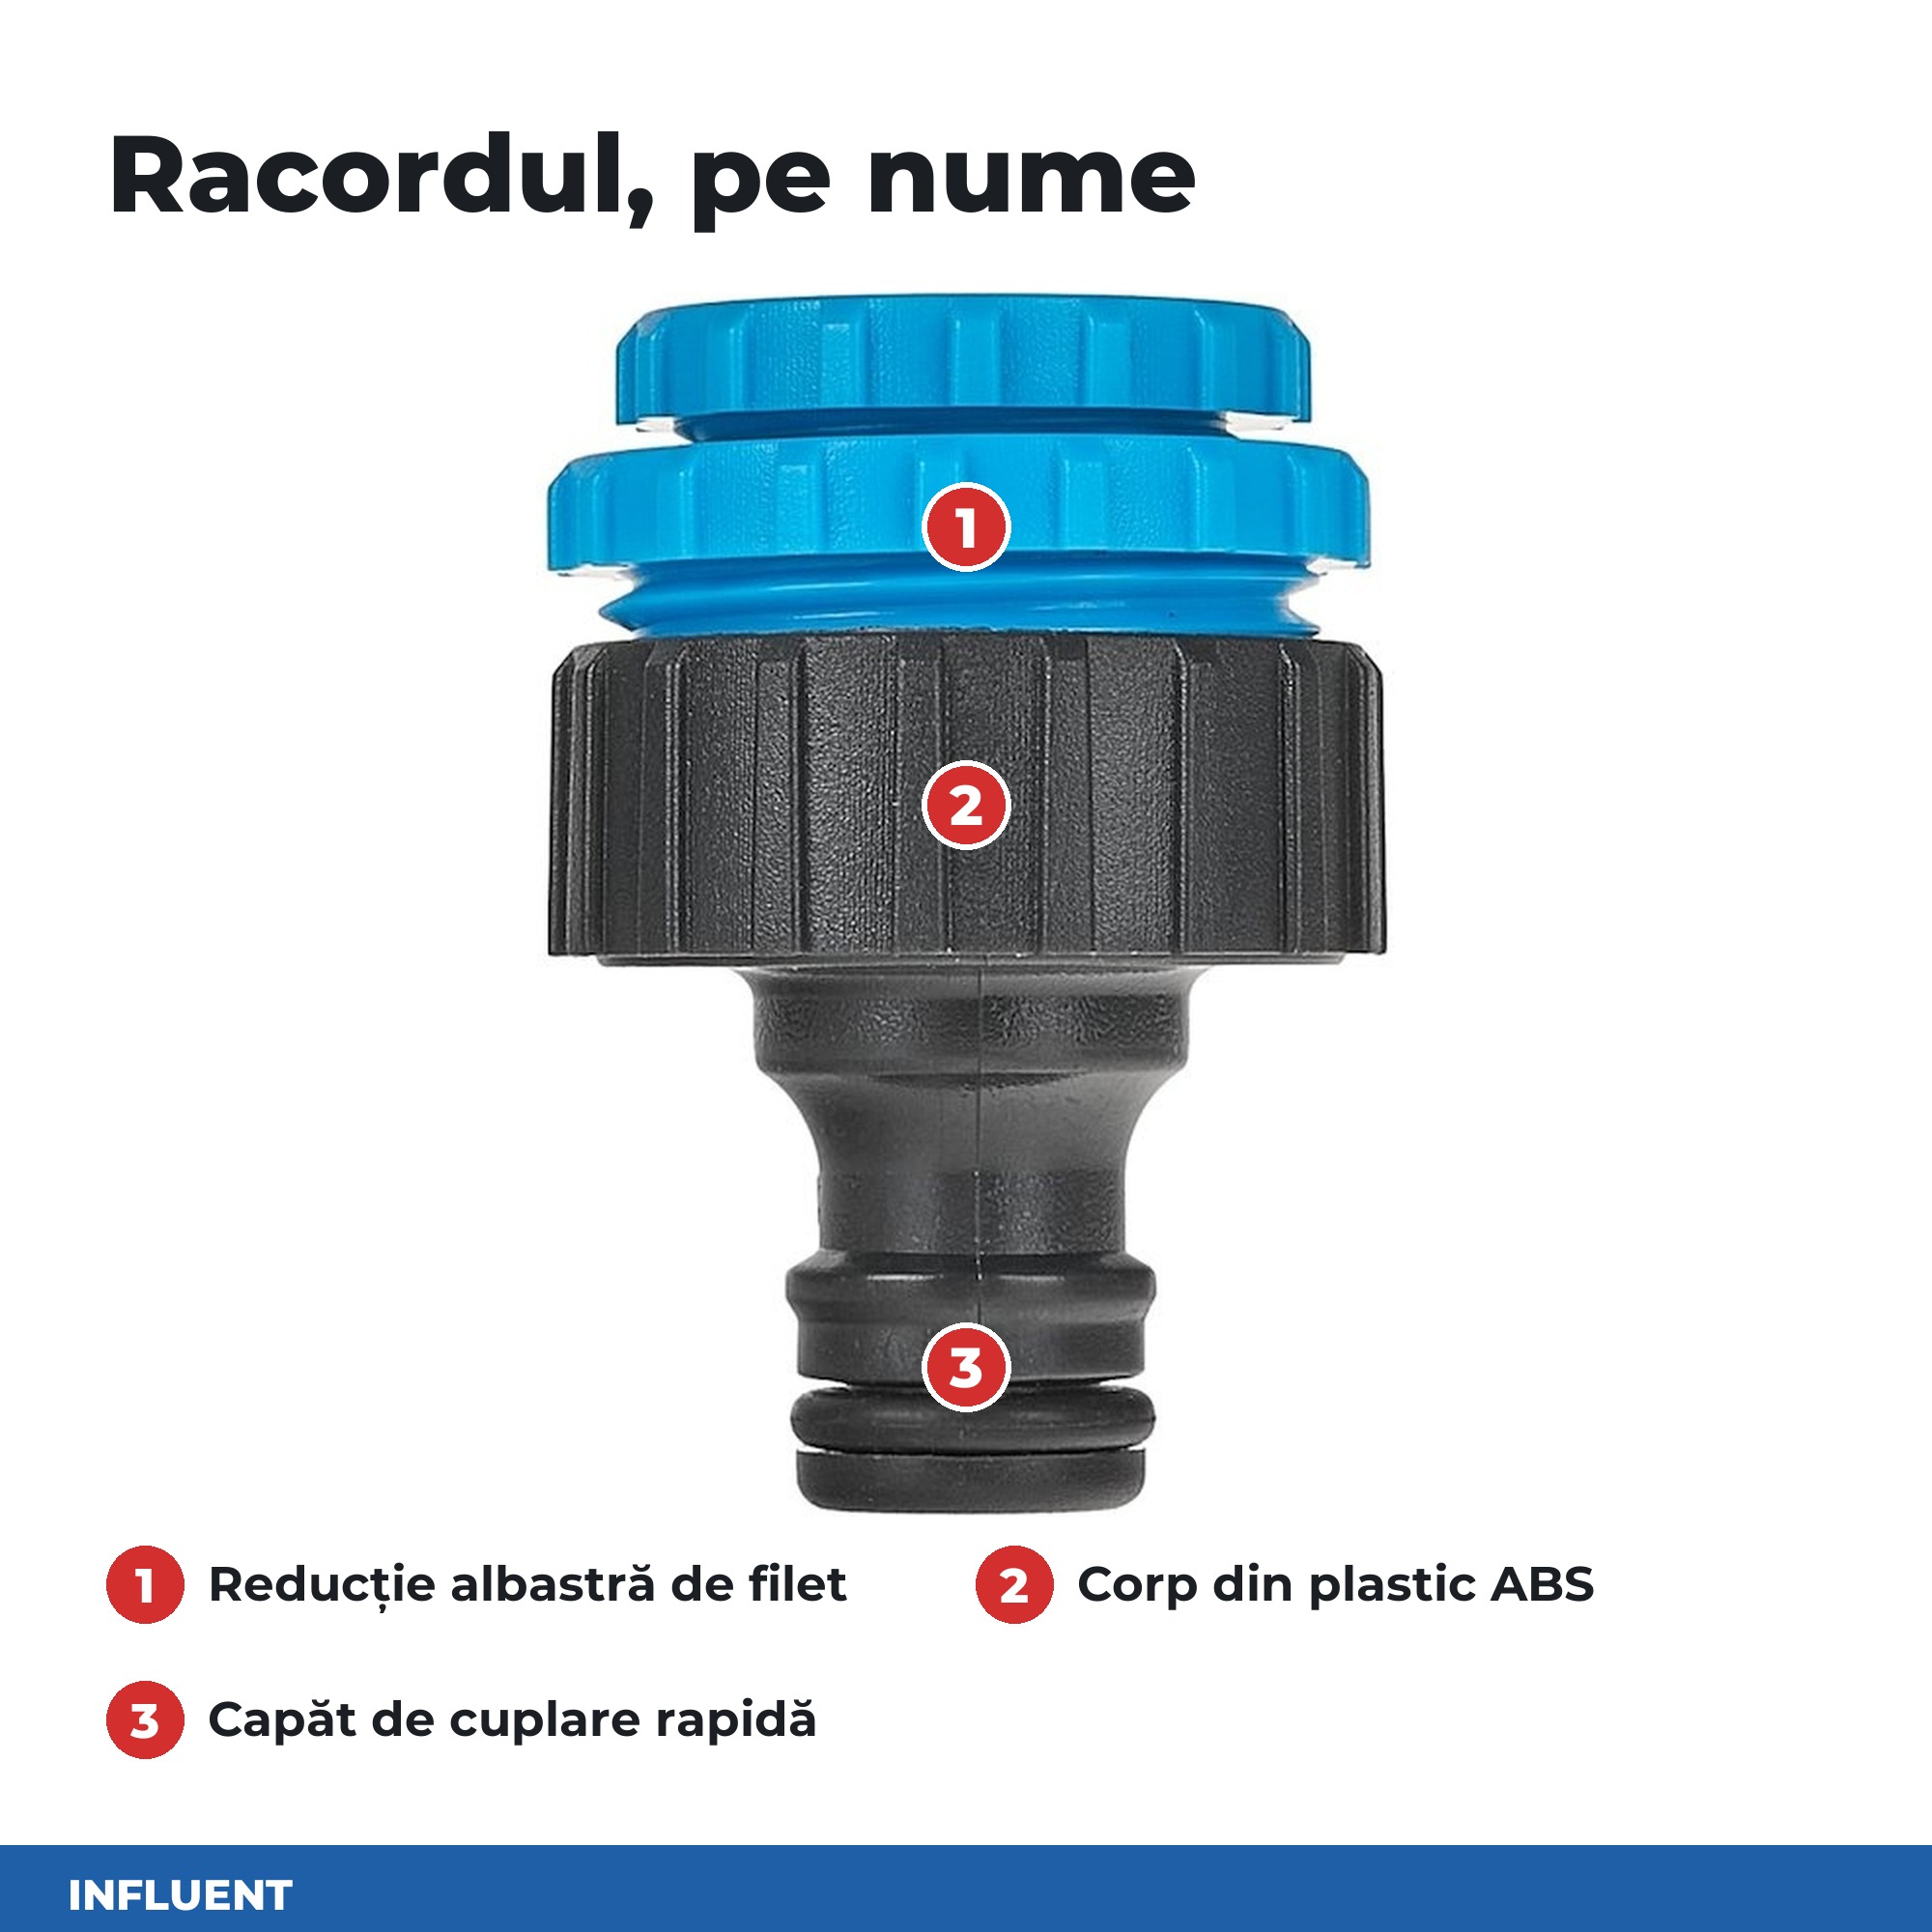 Racordul, pe nume
1
2
3
1 Reducție albastră de filet
2 Corp din plastic ABS
3 Capăt de cuplare rapidă
INFLUENT